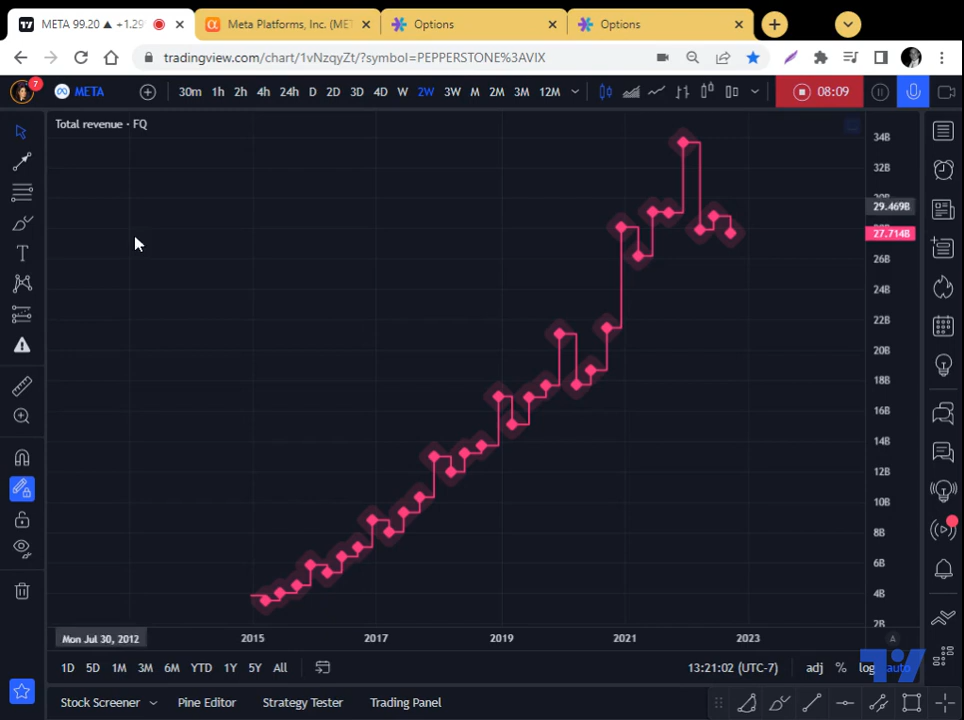 META 99.20 ▲ +1.29
Meta Platforms, Inc. (MET
Options
Options
tradingview.com/chart/1vNzqyZt/?symbol=PEPPERSTONE%3AVIX
7
META
30m 1h 2h 4h 24h D 2D 3D 4D W 2W 3W M 2M 3M 12M
08:09
Total revenue · FQ
34B
32B
29.469B
27.714B
26B
24B
22B
20B
18B
16B
14B
12B
10B
8B
6B
4B
2B
Mon Jul 30, 2012
2015 2017 2019 2021 2023
A
1D 5D 1M 3M 6M YTD 1Y 5Y All
13:21:02 (UTC-7)
adj % log auto
Stock Screener Pine Editor Strategy Tester Trading Panel